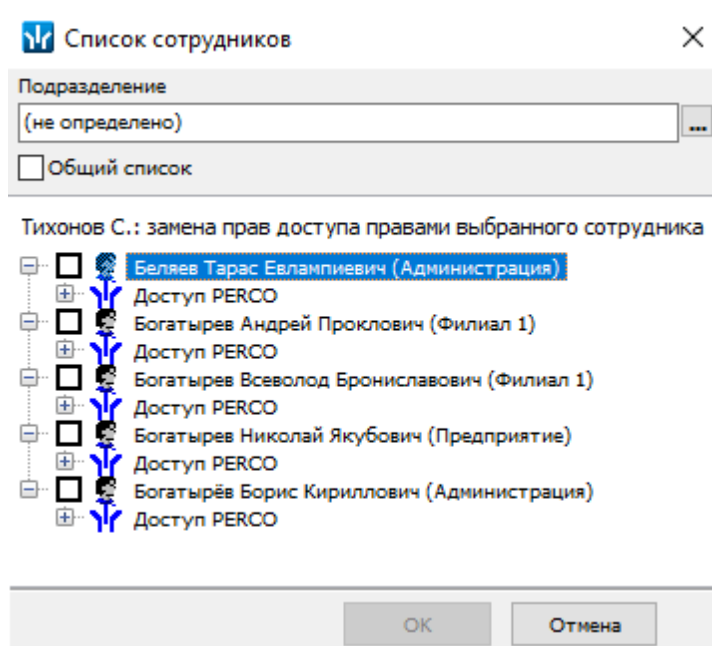 Список сотрудников
Подразделение
(не определено)
...
Общий список
Тихонов С.: замена прав доступа правами выбранного сотрудника
Беляев Тарас Евлампиевич (Администрация)
Доступ PERCO
Богатырев Андрей Проклович (Филиал 1)
Доступ PERCO
Богатырев Всеволод Брониславович (Филиал 1)
Доступ PERCO
Богатырев Николай Якубович (Предприятие)
Доступ PERCO
Богатырёв Борис Кириллович (Администрация)
Доступ PERCO
ОК Отмена